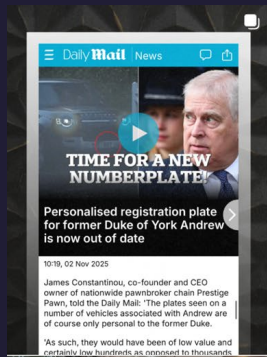 Daily Mail News
TIME FOR A NEW
NUMBERPLATE!
Personalised registration plate
for former Duke of York Andrew
is now out of date
10:19, 02 Nov 2025
James Constantinou, co-founder and CEO
owner of nationwide pawnbroker chain Prestige
Pawn, told the Daily Mail: 'The plates seen on a
number of vehicles associated with Andrew are
of course only personal to the former Duke.
'As such, they would have been of low value and
certainly low hundreds as opposed to thousands